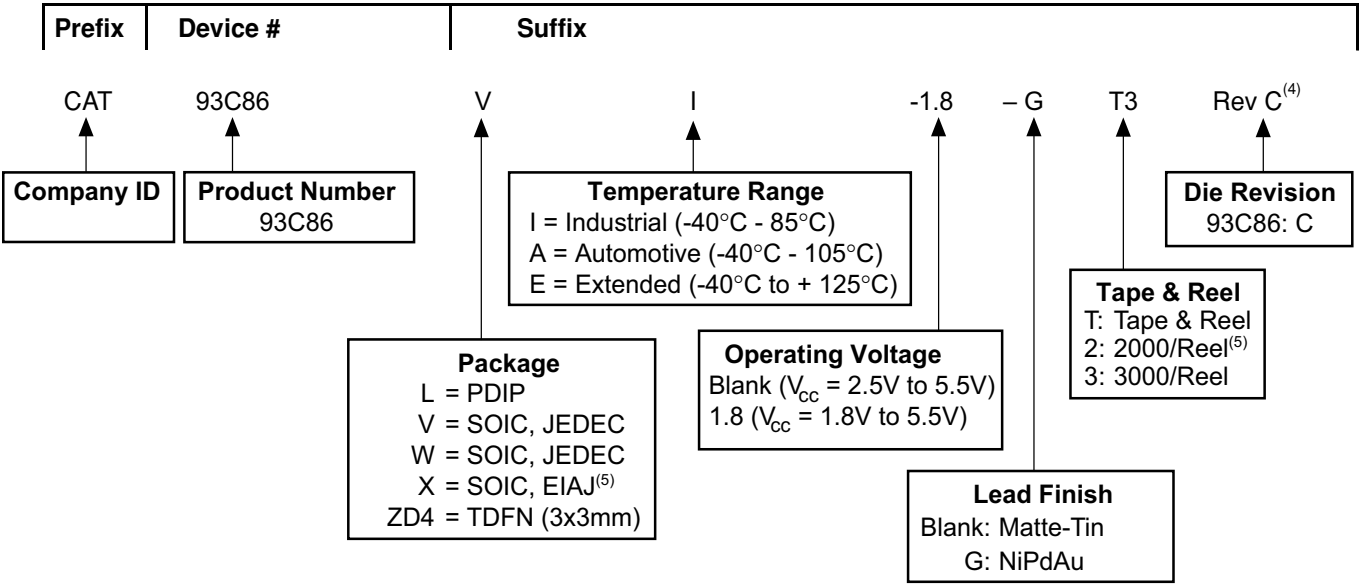 Prefix Device # Suffix
CAT 93C86 V I -1.8 – G T3 Rev C(4)
Company ID
Product Number
93C86
Temperature Range
I = Industrial (-40°C - 85°C)
A = Automotive (-40°C - 105°C)
E = Extended (-40°C to + 125°C)
Die Revision
93C86: C
Tape & Reel
T: Tape & Reel
2: 2000/Reel(5)
3: 3000/Reel
Package
L = PDIP
V = SOIC, JEDEC
W = SOIC, JEDEC
X = SOIC, EIAJ(5)
ZD4 = TDFN (3x3mm)
Operating Voltage
Blank (Vcc = 2.5V to 5.5V)
1.8 (Vcc = 1.8V to 5.5V)
Lead Finish
Blank: Matte-Tin
G: NiPdAu